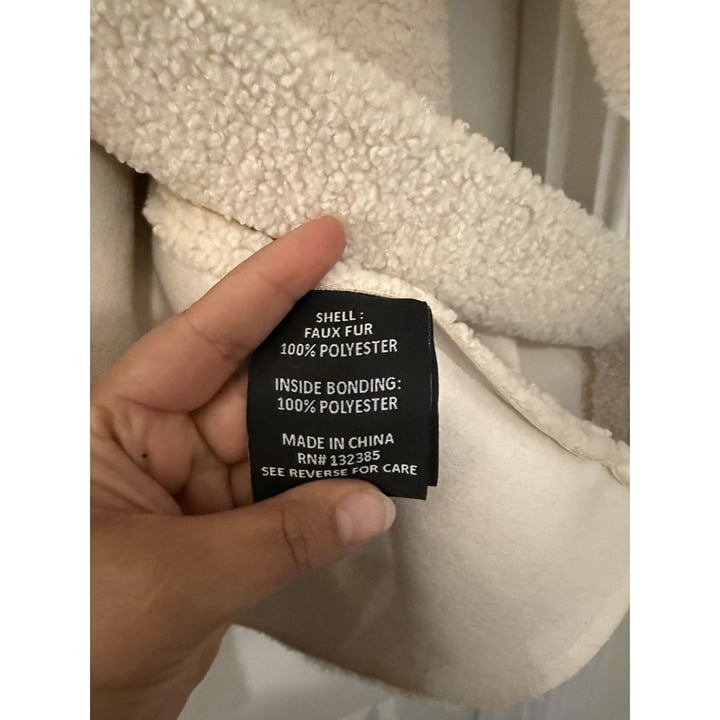 SHELL :
FAUX FUR
100% POLYESTER
INSIDE BONDING:
100% POLYESTER
MADE IN CHINA
RN# 132385
SEE REVERSE FOR CARE